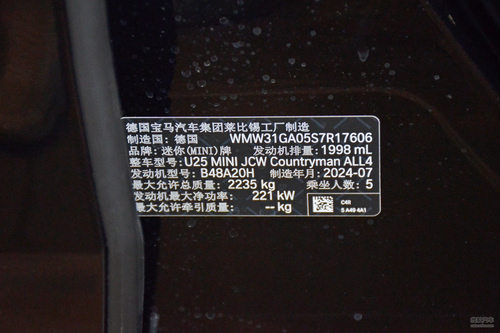 德国宝马汽车集团莱比锡工厂制造
制造国: 德国 WMW31GA05S7R17606
品牌: 迷你(MINI)牌 发动机排量: 1998 mL
整车型号: U25 MINI JCW Countryman ALL4
发动机型号: B48A20H 制造年月: 2024-07
最大允许总质量: 2235 kg 乘坐人数: 5
发动机最大净功率: 221 kW
最大允许牵引质量: -- kg
C4R
S A49 4A1